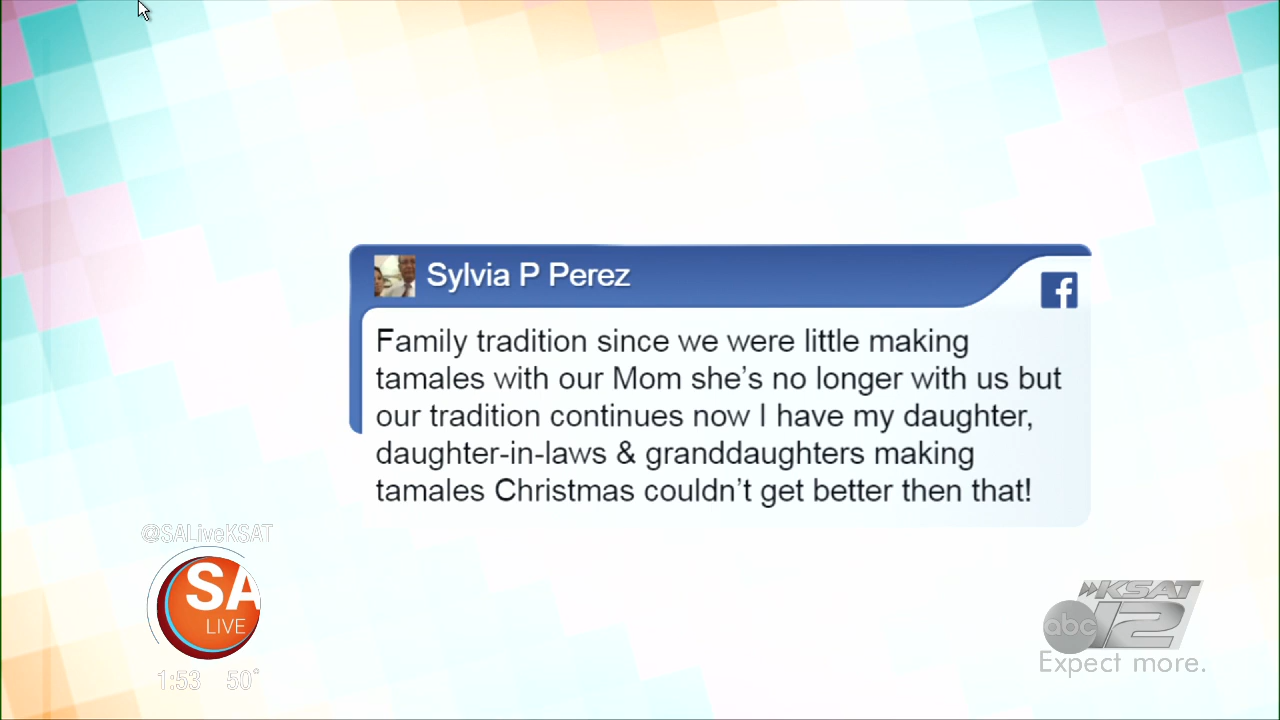 Sylvia P Perez
f
Family tradition since we were little making
tamales with our Mom she's no longer with us but
our tradition continues now I have my daughter,
daughter-in-laws & granddaughters making
tamales Christmas couldn't get better then that!
@SALiveKSAT
SA
LIVE
1:53 50°
KSAT
abc 12
Expect more.